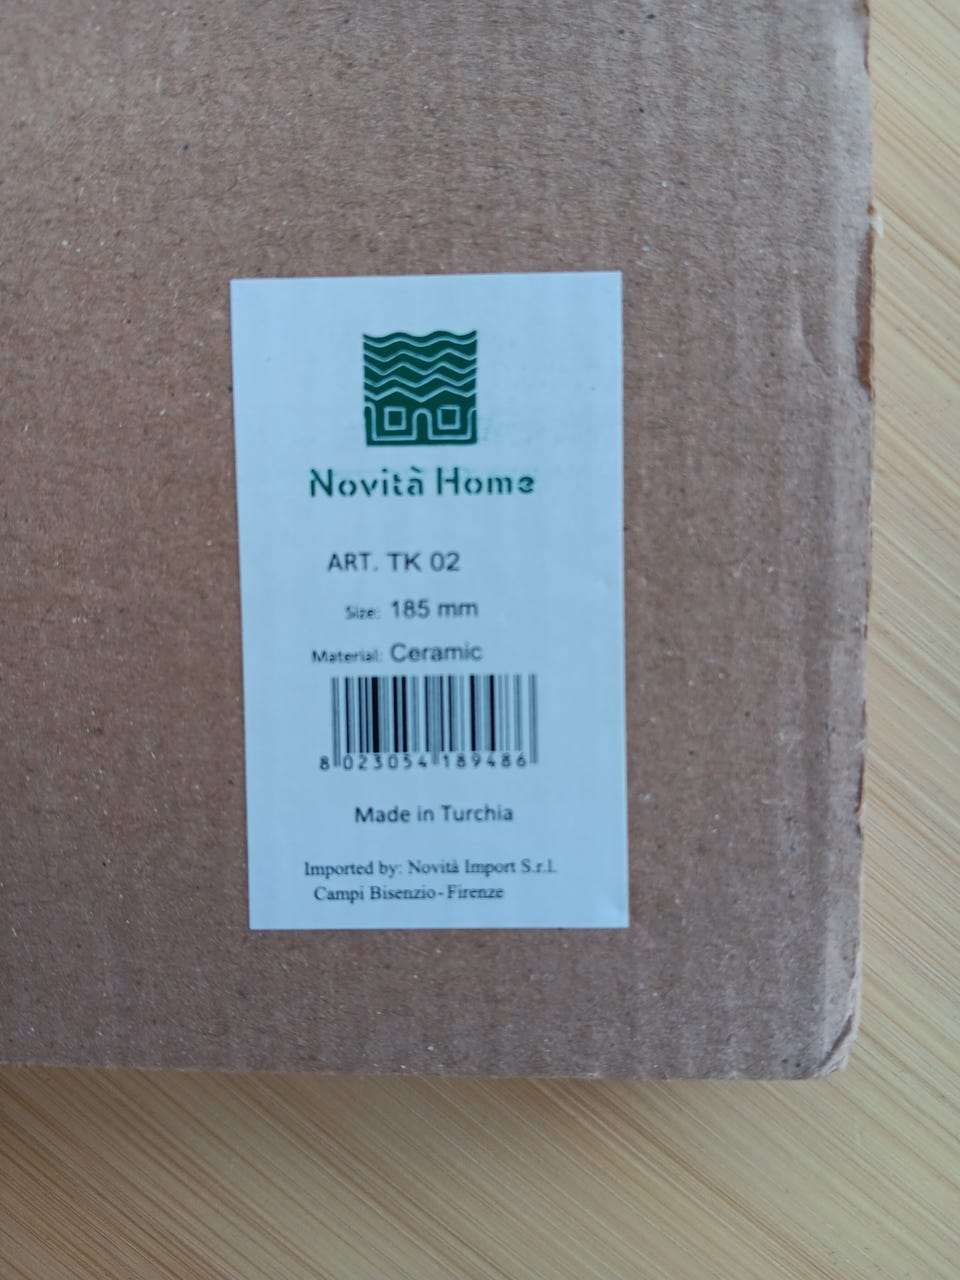 Novità Home
ART. TK 02
Size: 185 mm
Material: Ceramic
8 023054 189486
Made in Turchia
Imported by: Novità Import S.r.l.
Campi Bisenzio-Firenze